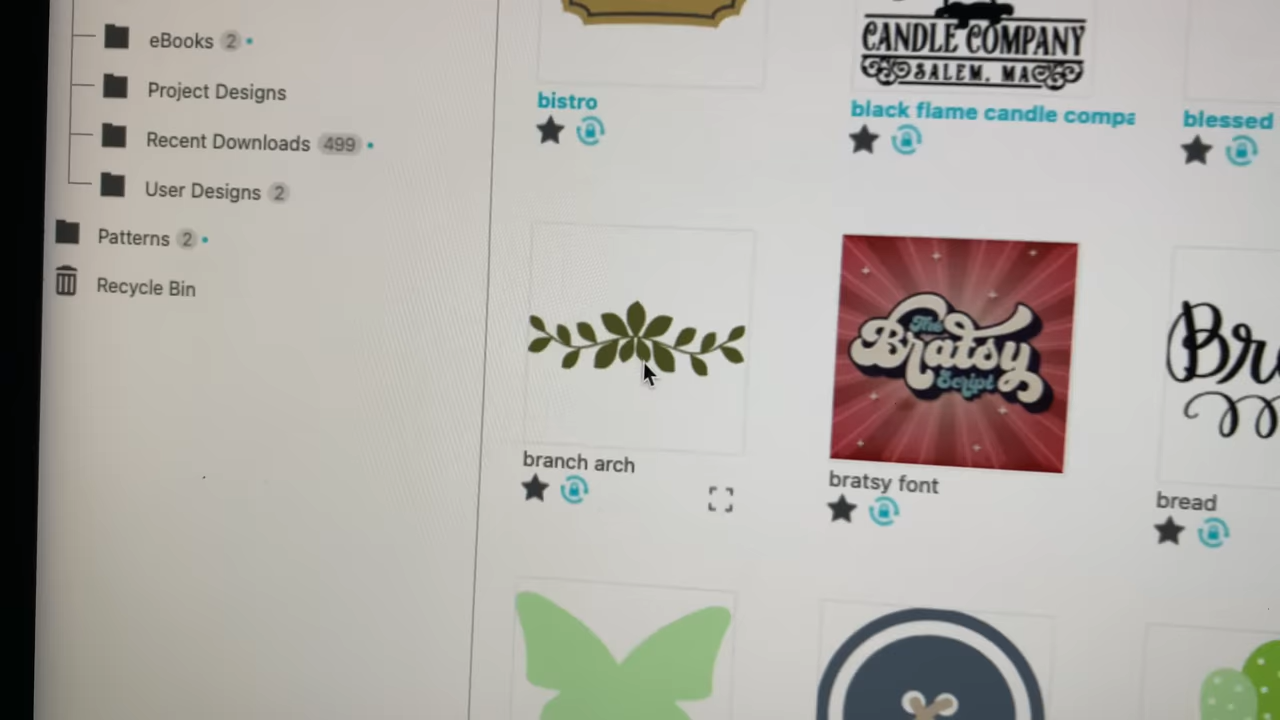 eBooks 2
Project Designs
Recent Downloads 499
User Designs 2
Patterns 2
Recycle Bin
CANDLE COMPANY
SALEM, MA
bistro
black flame candle compa
blessed
The
Bratsy
Script
Br
branch arch
bratsy font
bread